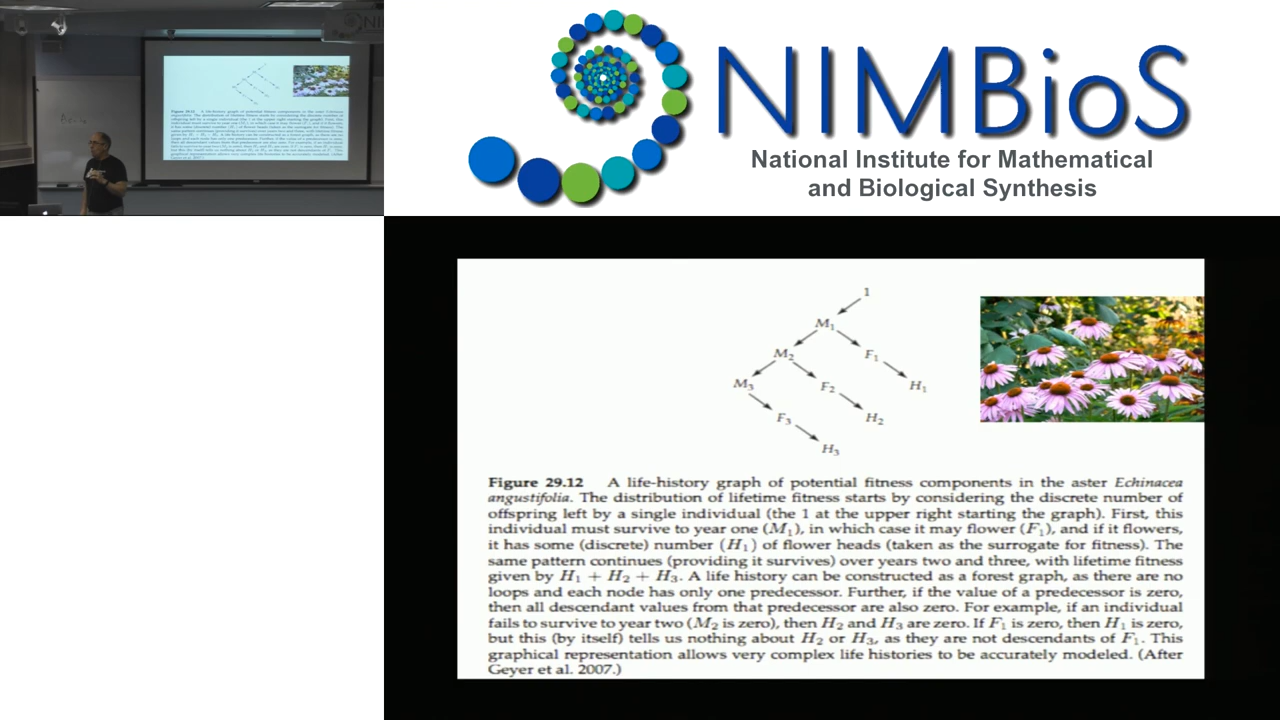 NIMBioS
National Institute for Mathematical
and Biological Synthesis
1
M1
M2 F1
M3 F2 H1
F3 H2
H3
Figure 29.12 A life-history graph of potential fitness components in the aster Echinacea
angustifolia. The distribution of lifetime fitness starts by considering the discrete number of
offspring left by a single individual (the 1 at the upper right starting the graph). First, this
individual must survive to year one (M1), in which case it may flower (F1), and if it flowers,
it has some (discrete) number (H1) of flower heads (taken as the surrogate for fitness). The
same pattern continues (providing it survives) over years two and three, with lifetime fitness
given by H1 + H2 + H3. A life history can be constructed as a forest graph, as there are no
loops and each node has only one predecessor. Further, if the value of a predecessor is zero,
then all descendant values from that predecessor are also zero. For example, if an individual
fails to survive to year two (M2 is zero), then H2 and H3 are zero. If F1 is zero, then H1 is zero,
but this (by itself) tells us nothing about H2 or H3, as they are not descendants of F1. This
graphical representation allows very complex life histories to be accurately modeled. (After
Geyer et al. 2007.)